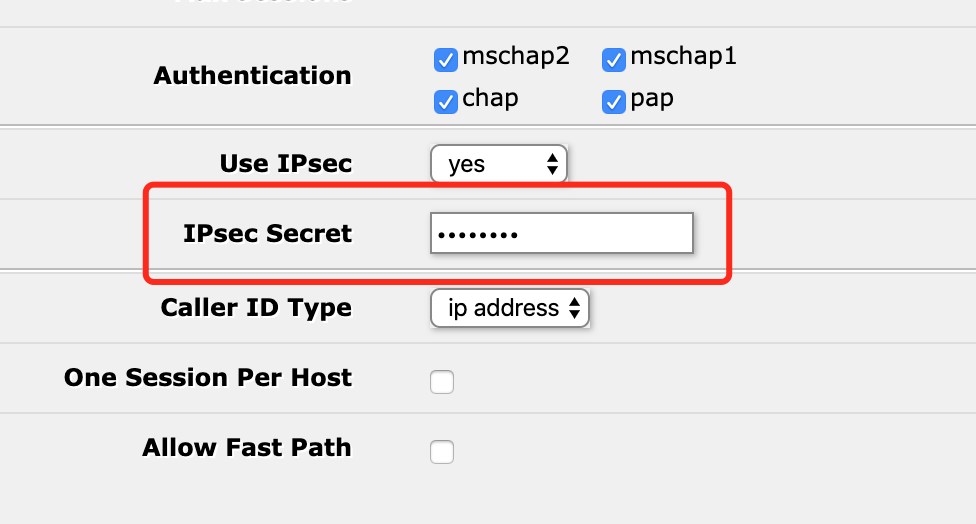 Authentication
mschap2 mschap1
chap pap
Use IPsec yes
IPsec Secret ••••••••
Caller ID Type ip address
One Session Per Host
Allow Fast Path